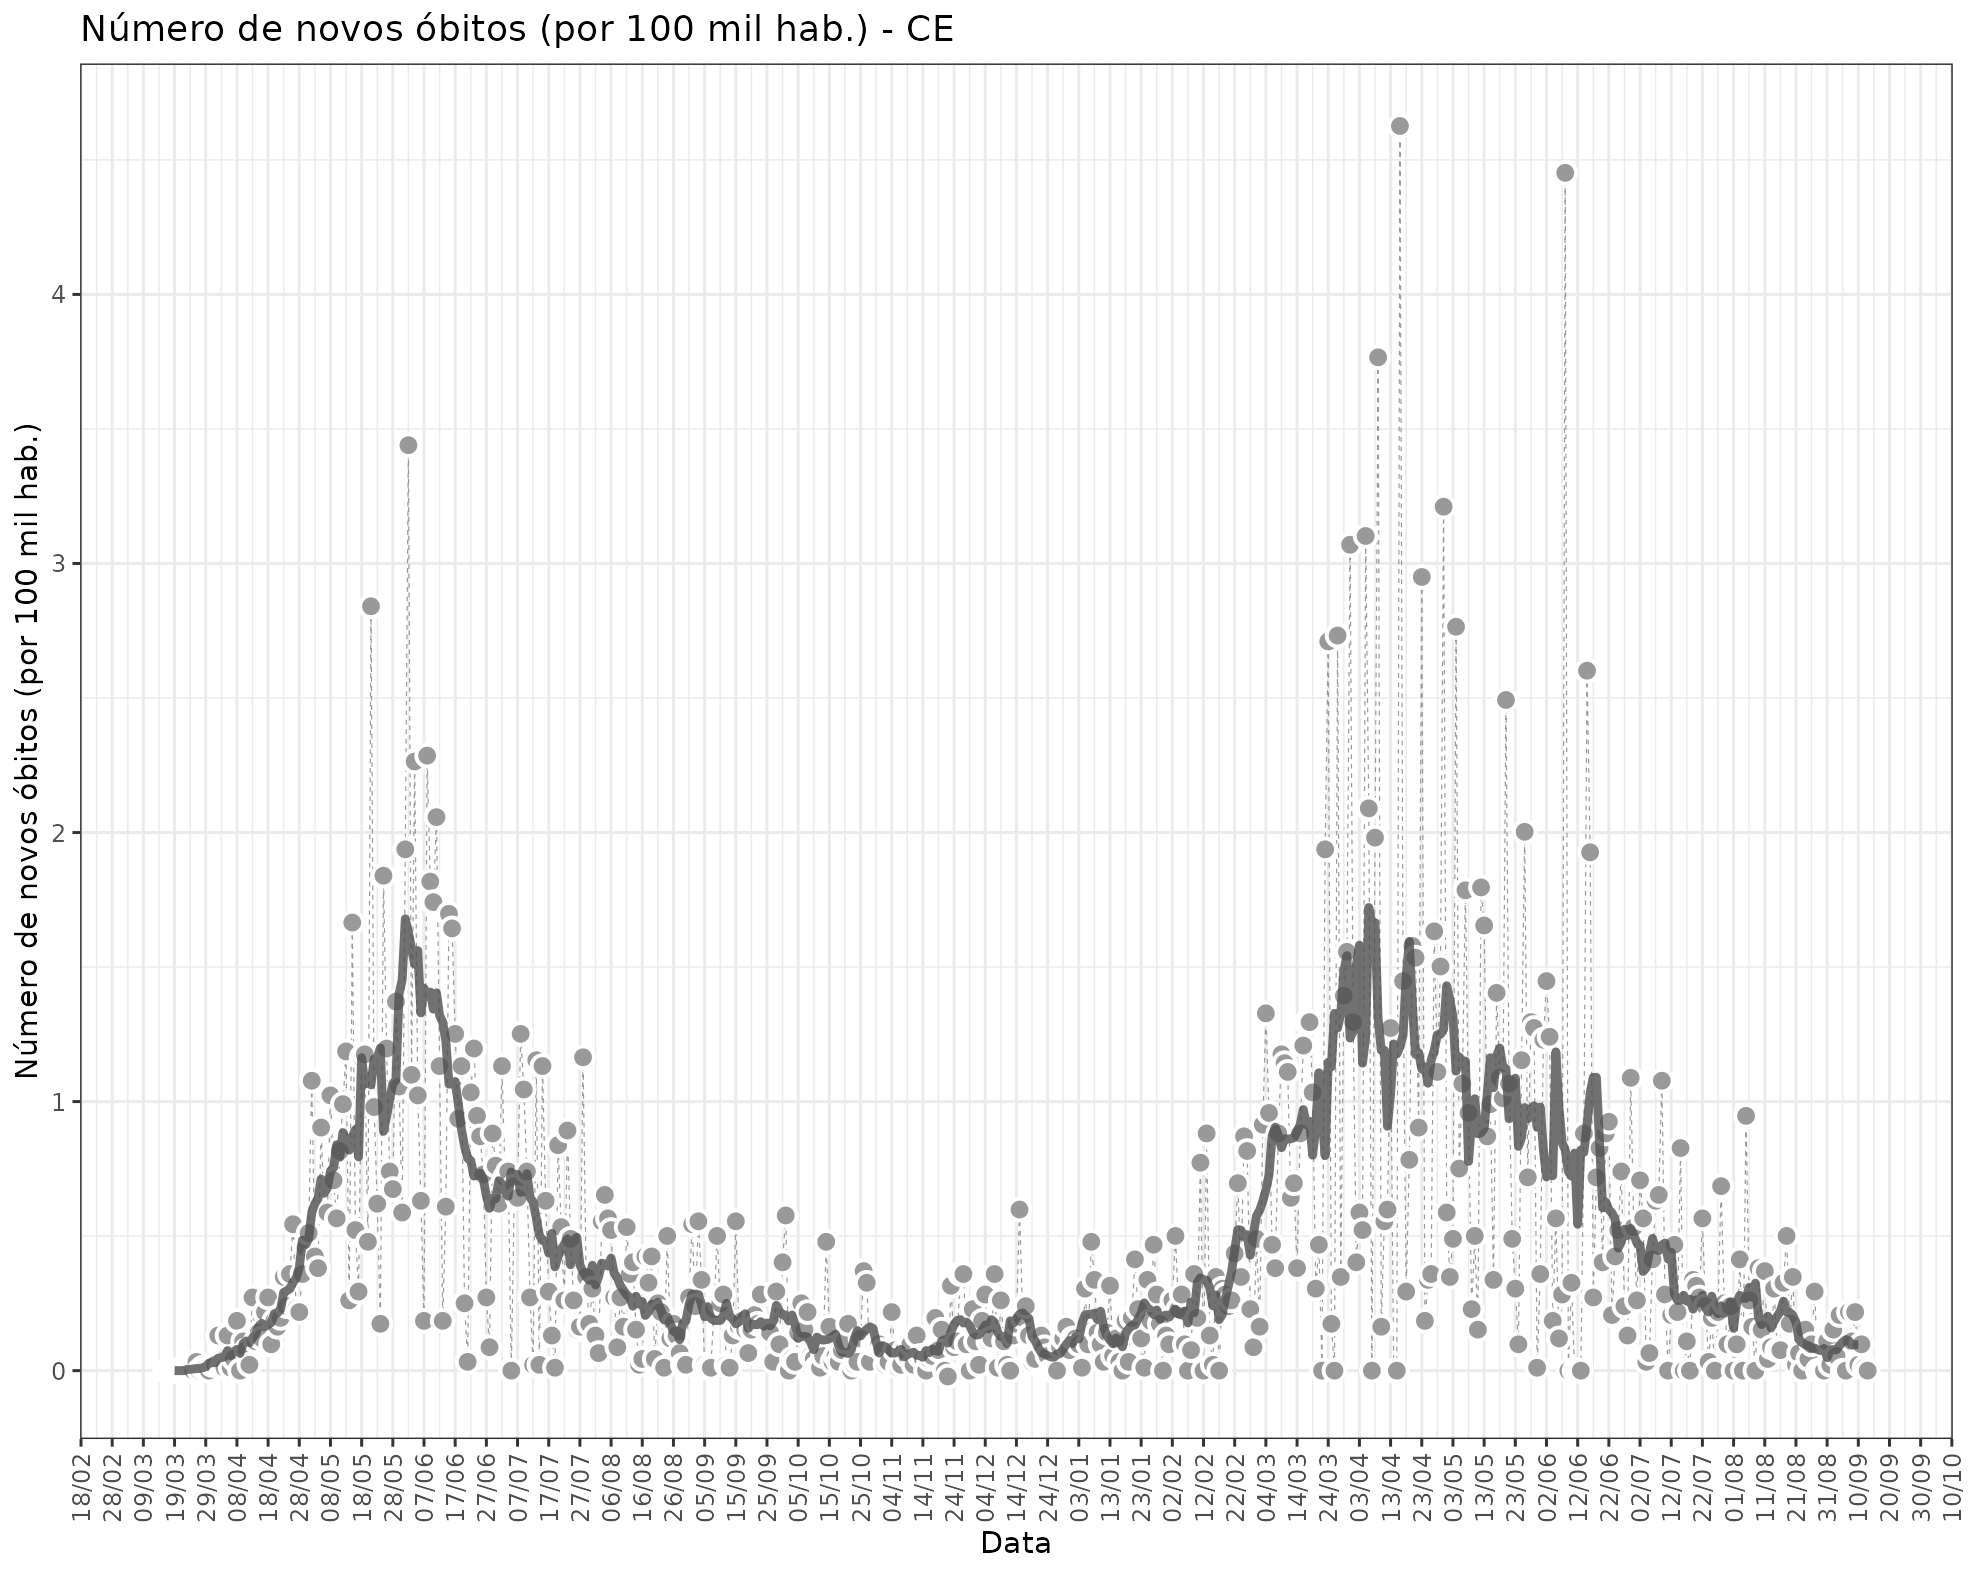 Número de novos óbitos (por 100 mil hab.) - CE
Número de novos óbitos (por 100 mil hab.)
4
3
2
1
0
18/02 28/02 09/03 19/03 29/03 08/04 18/04 28/04 08/05 18/05 28/05 07/06 17/06 27/06 07/07 17/07 27/07 06/08 16/08 26/08 05/09 15/09 25/09 05/10 15/10 25/10 04/11 14/11 24/11 04/12 14/12 24/12 03/01 13/01 23/01 02/02 12/02 22/02 04/03 14/03 24/03 03/04 13/04 23/04 03/05 13/05 23/05 02/06 12/06 22/06 02/07 12/07 22/07 01/08 11/08 21/08 31/08 10/09 20/09 30/09 10/10
Data